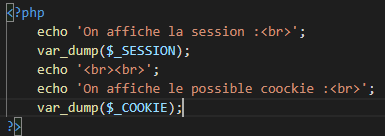 <?php
echo 'On affiche la session :<br>';
var_dump($_SESSION);
echo '<br><br>';
echo 'On affiche le possible coockie :<br>';
var_dump($_COOKIE);
?>